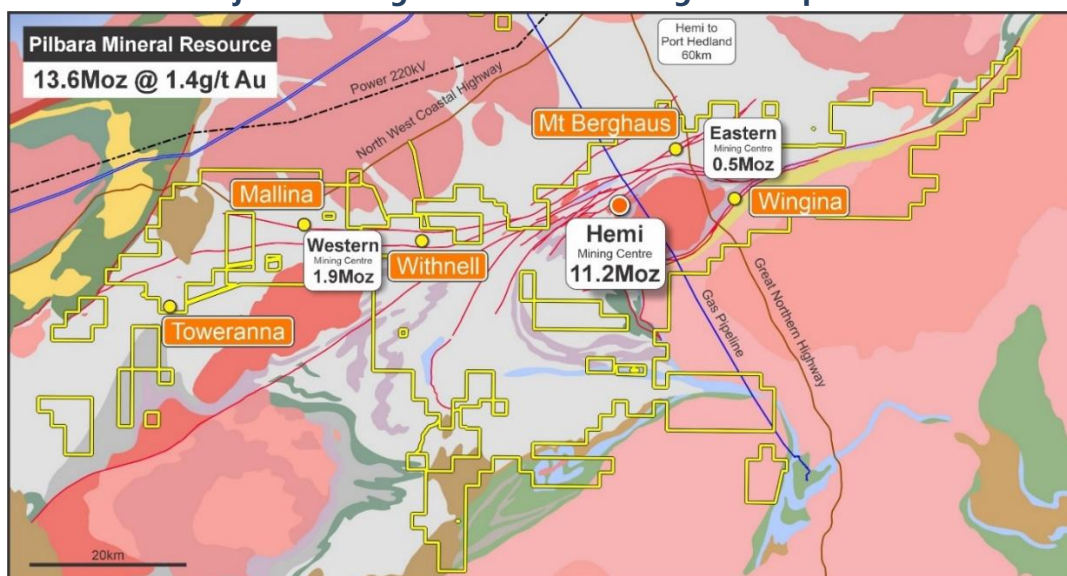 Pilbara Mineral Resource
13.6Moz @ 1.4g/t Au
Hemi to
Port Hedland
60km
Power 220kV
North West Coastal Highway
Mt Berghaus
Eastern
Mining Centre
0.5Moz
Mallina
Wingina
Western
Mining Centre
1.9Moz
Withnell
Hemi
Mining Centre
11.2Moz
Toweranna
Gas Pipeline
Great Northern Highway
20km